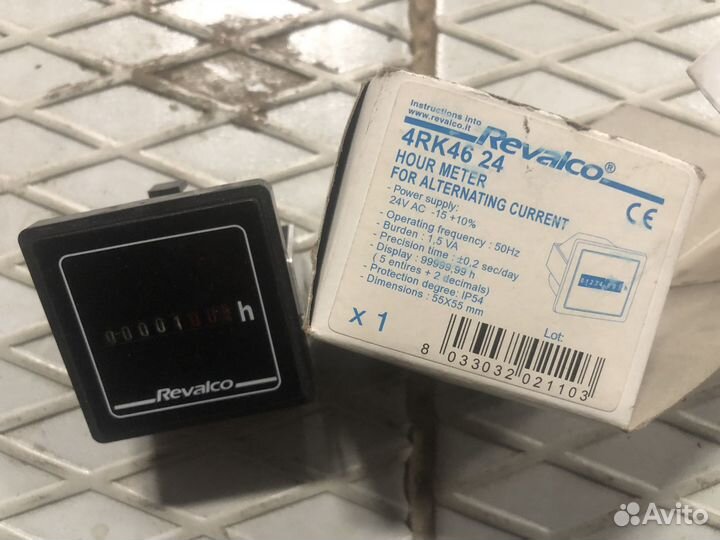 Instructions into
www.revalco.it
Revalco®
4RK46 24
HOUR METER
FOR ALTERNATING CURRENT
- Power supply:
24V AC -15 +10%
- Operating frequency : 50Hz
- Burden : 1,5 VA
- Precision time : ±0,2 sec/day
- Display : 99999,99 h
( 5 entires + 2 decimals)
- Protection degree: IP54
- Dimensions : 55X55 mm
CE
x 1
Lot:
8 033032 021103
h
Revalco
Avito